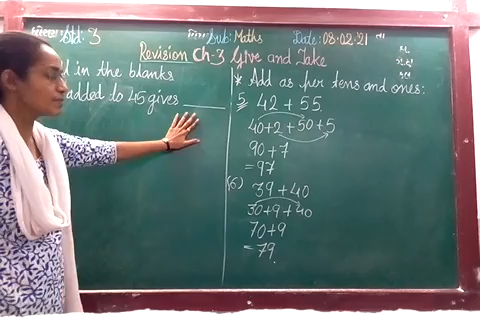 Std: 3
Sub: Maths
Date: 08.02.21
Revision Ch-3 Give and Take
in the blanks
added to 45 gives ____
* Add as per tens and ones:
5) 42 + 55
40+2 + 50+5
90 + 7
= 97
(6) 39 + 40
30+9+40
70+9
= 79.